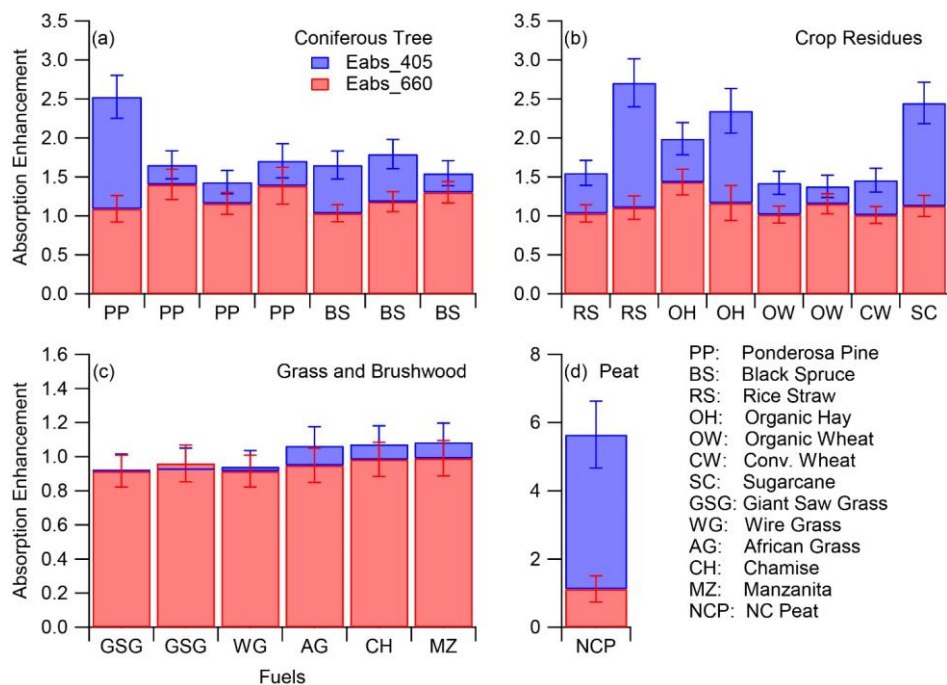 Absorption Enhancement
3.5
3.0
2.5
2.0
1.5
1.0
0.5
0.0
(a)
Coniferous Tree
Eabs_405
Eabs_660
PP PP PP PP BS BS BS
Absorption Enhancement
3.5
3.0
2.5
2.0
1.5
1.0
0.5
0.0
(b)
Crop Residues
RS RS OH OH OW OW CW SC
Absorption Enhancement
1.6
1.4
1.2
1.0
0.8
0.6
0.4
0.2
0.0
(c)
Grass and Brushwood
GSG GSG WG AG CH MZ
Fuels
8
6
4
2
0
(d) Peat
NCP
PP: Ponderosa Pine
BS: Black Spruce
RS: Rice Straw
OH: Organic Hay
OW: Organic Wheat
CW: Conv. Wheat
SC: Sugarcane
GSG: Giant Saw Grass
WG: Wire Grass
AG: African Grass
CH: Chamise
MZ: Manzanita
NCP: NC Peat